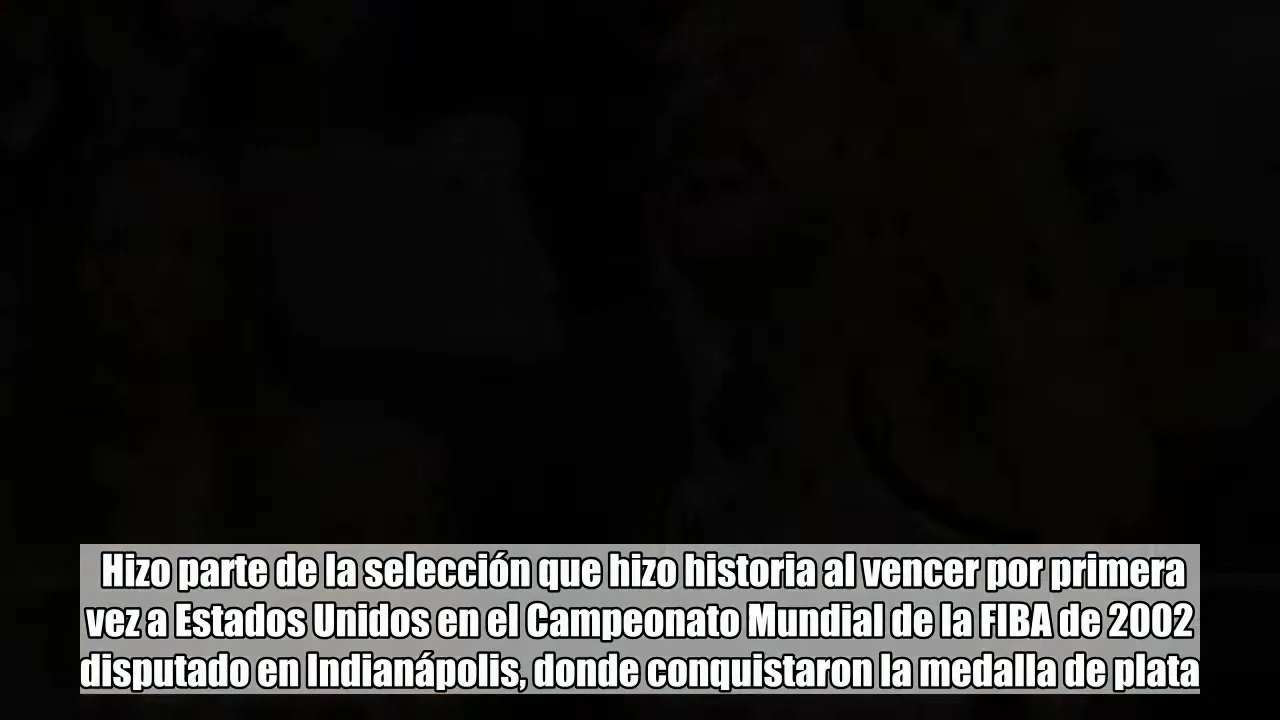 Hizo parte de la selección que hizo historia al vencer por primera
vez a Estados Unidos en el Campeonato Mundial de la FIBA de 2002
disputado en Indianápolis, donde conquistaron la medalla de plata